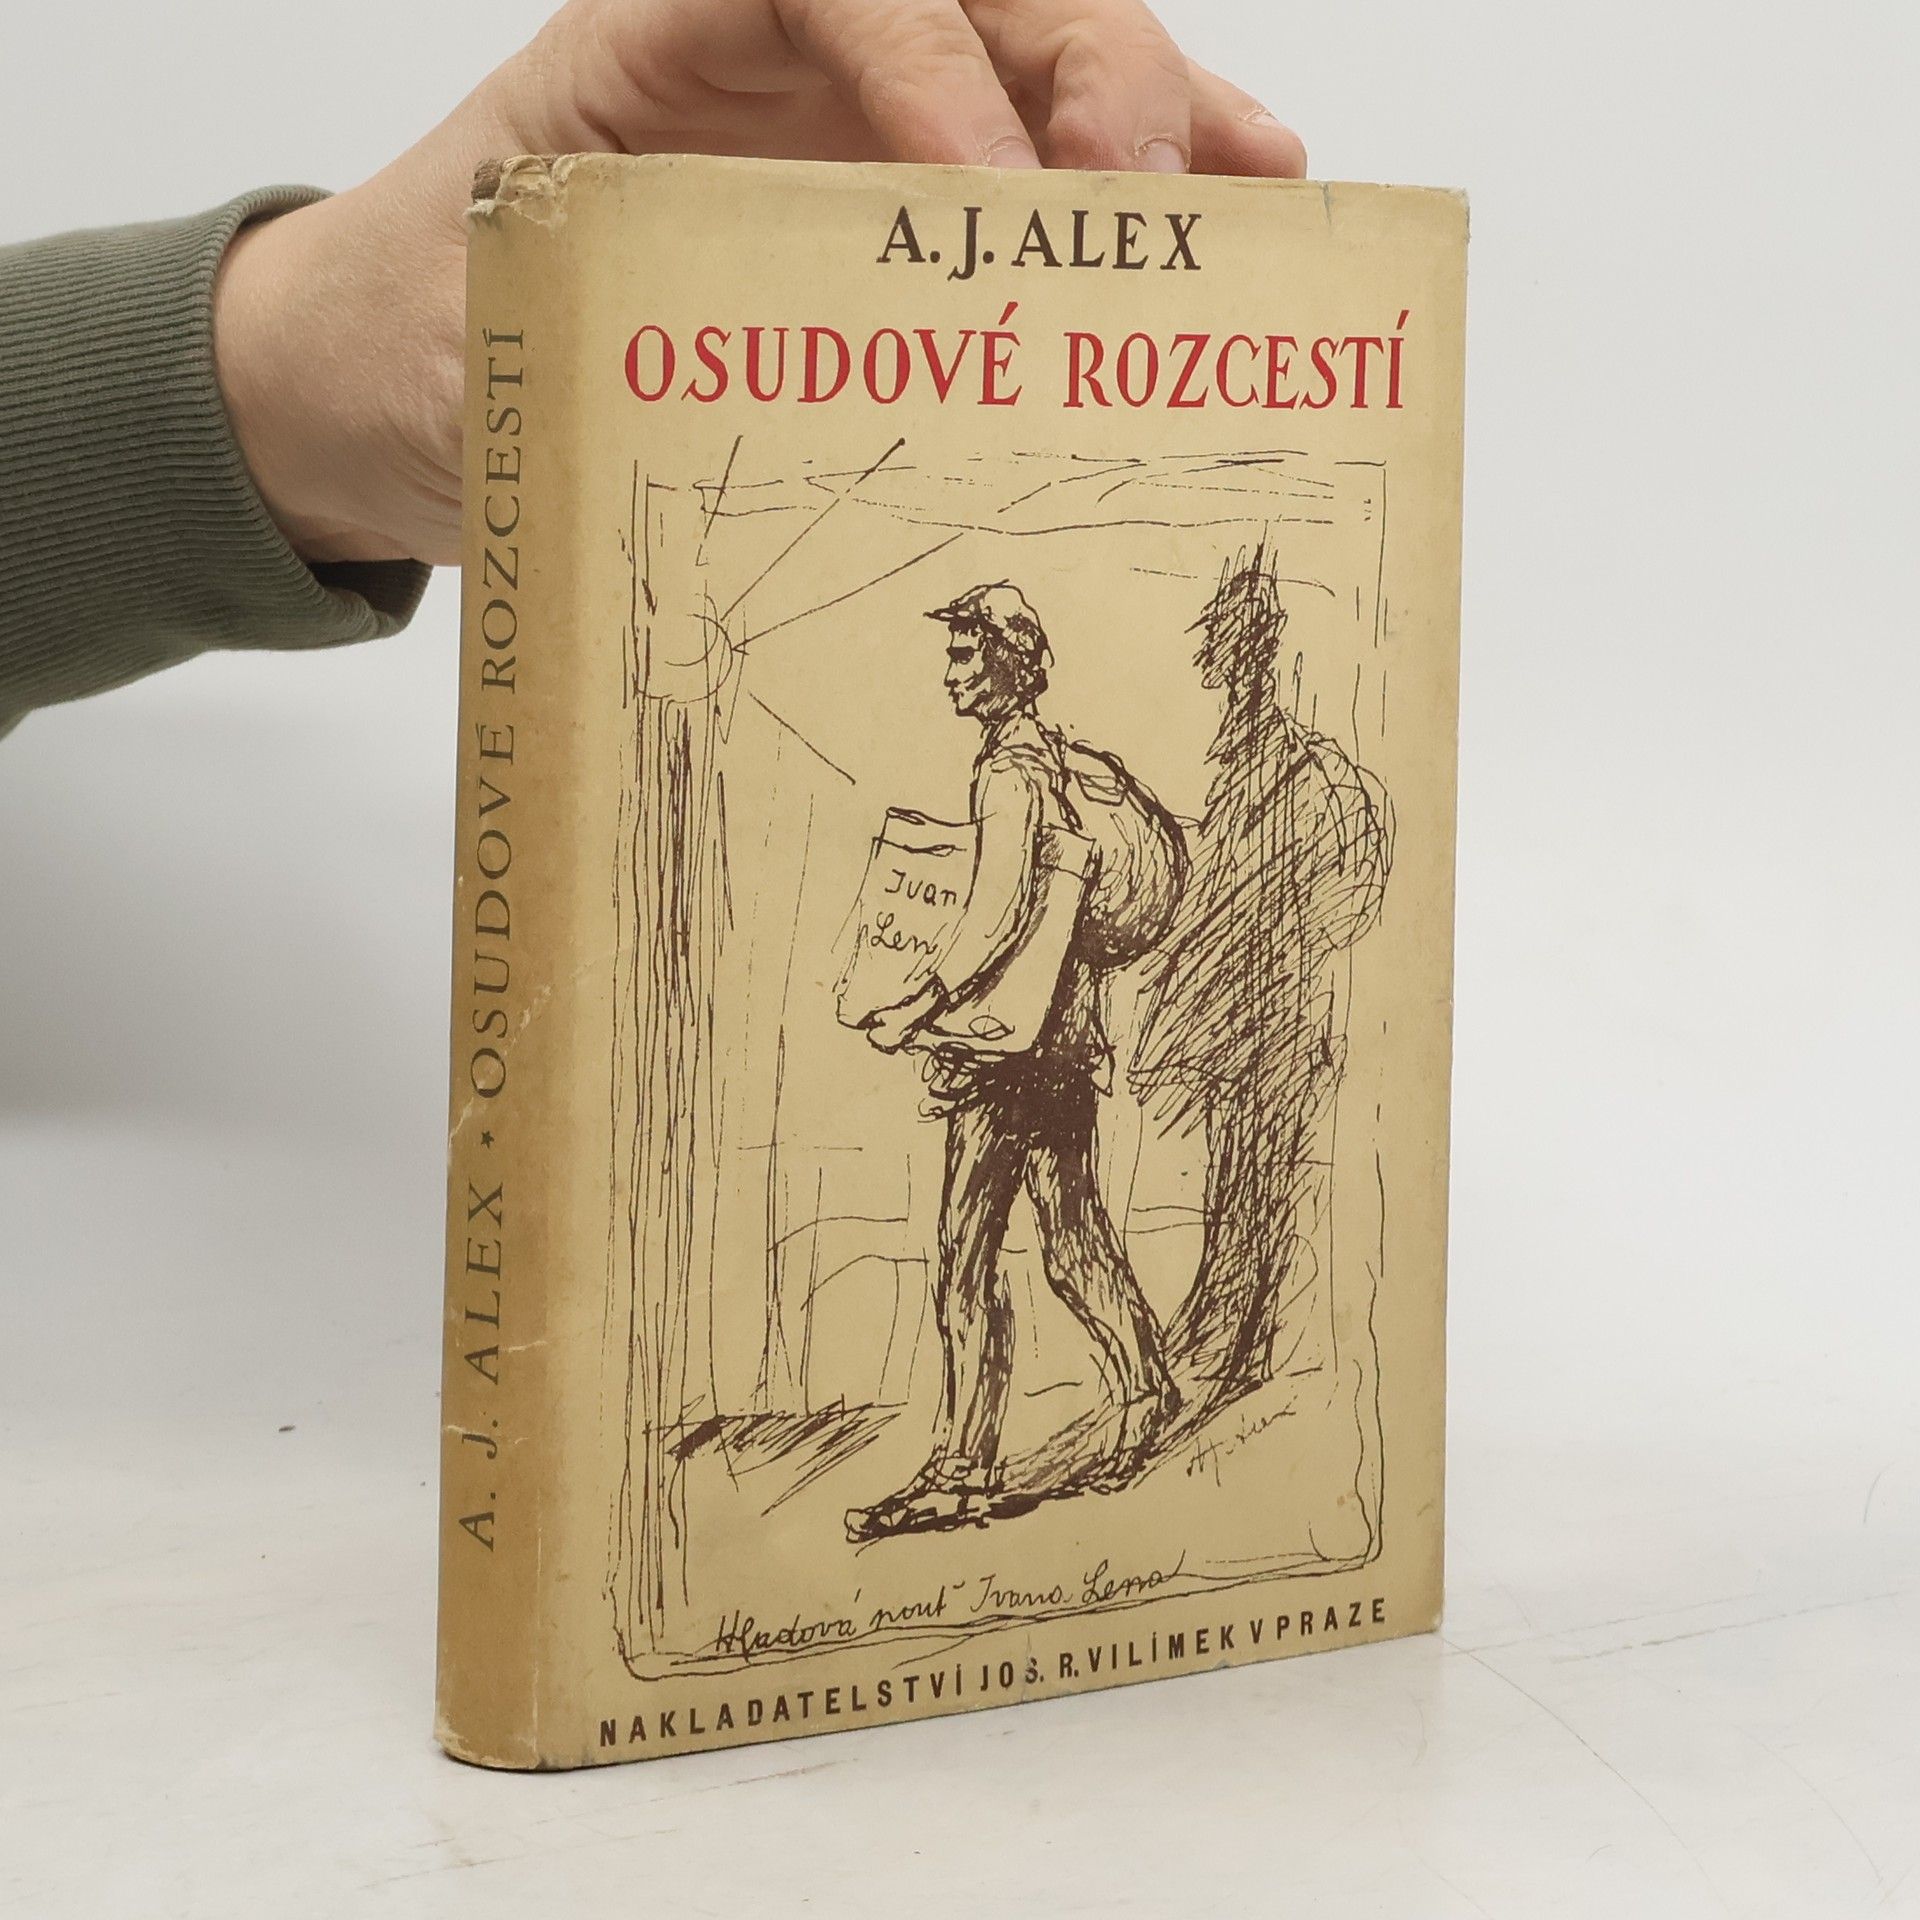 A. J. ALEX
OSUDOVÉ ROZCESTÍ
Ivan
Len
Hladová pouť Ivana Lena
NAKLADATELSTVÍ JOS. R. VILÍMEK V PRAZE
A. J. ALEX * OSUDOVÉ ROZCESTÍ